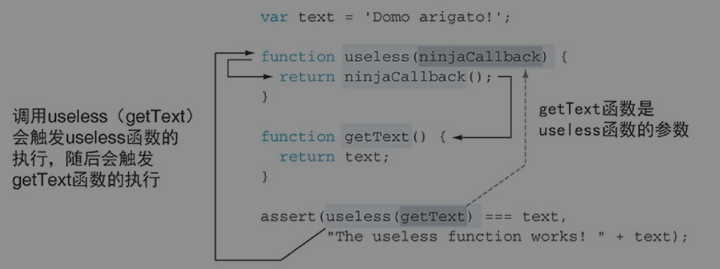 var text = 'Domo arigato!';
function useless(ninjaCallback) {
return ninjaCallback();
}
function getText() {
return text;
}
assert(useless(getText) === text,
"The useless function works! " + text);
调用useless（getText）
会触发useless函数的
执行，随后会触发
getText函数的执行
getText函数是
useless函数的参数